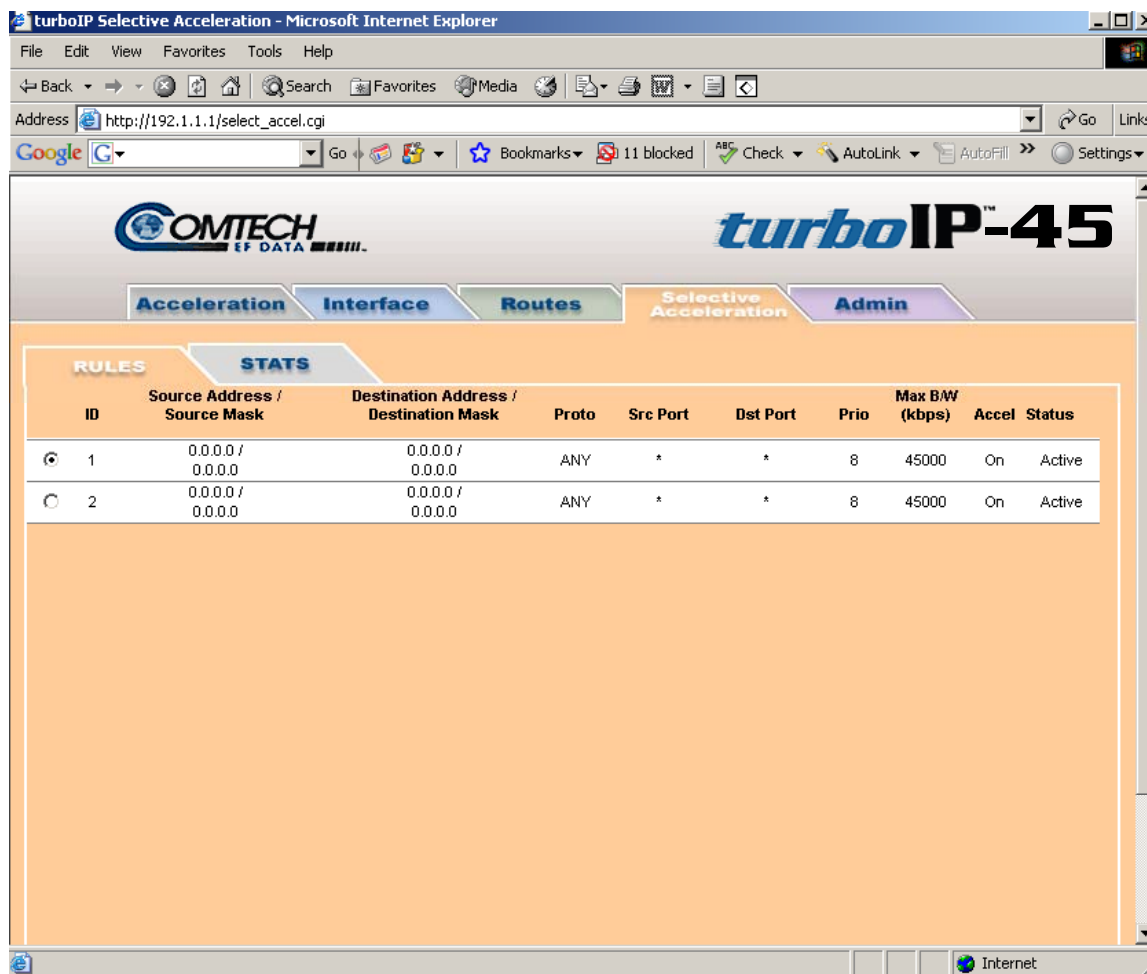 turboIP Selective Acceleration - Microsoft Internet Explorer
File Edit View Favorites Tools Help
Back Search Favorites Media
Address http://192.1.1.1/select_accel.cgi Go Links
Google G Go Bookmarks 11 blocked ABC Check AutoLink AutoFill >> Settings
COMTECH
EF DATA
turboIP™-45
Acceleration Interface Routes Selective Acceleration Admin
RULES STATS
ID Source Address / Source Mask Destination Address / Destination Mask Proto Src Port Dst Port Prio Max B/W (kbps) Accel Status
1 0.0.0.0 / 0.0.0.0 0.0.0.0 / 0.0.0.0 ANY * * 8 45000 On Active
2 0.0.0.0 / 0.0.0.0 0.0.0.0 / 0.0.0.0 ANY * * 8 45000 On Active
Internet